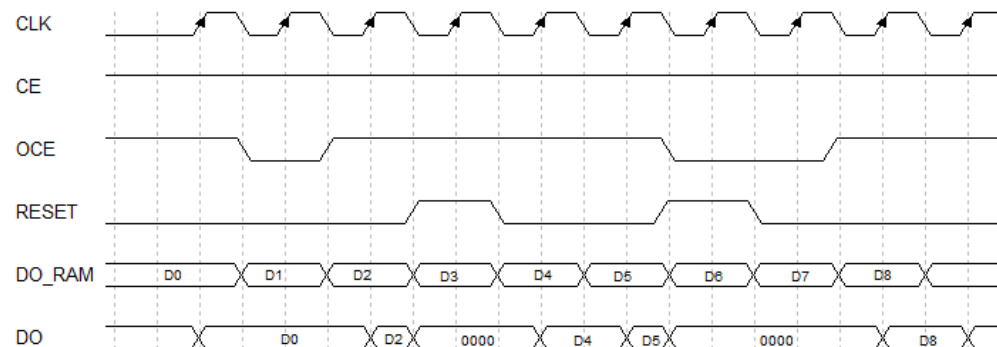 CLK
CE
OCE
RESET
DO_RAM D0 D1 D2 D3 D4 D5 D6 D7 D8
DO D0 D2 0000 D4 D5 0000 D8